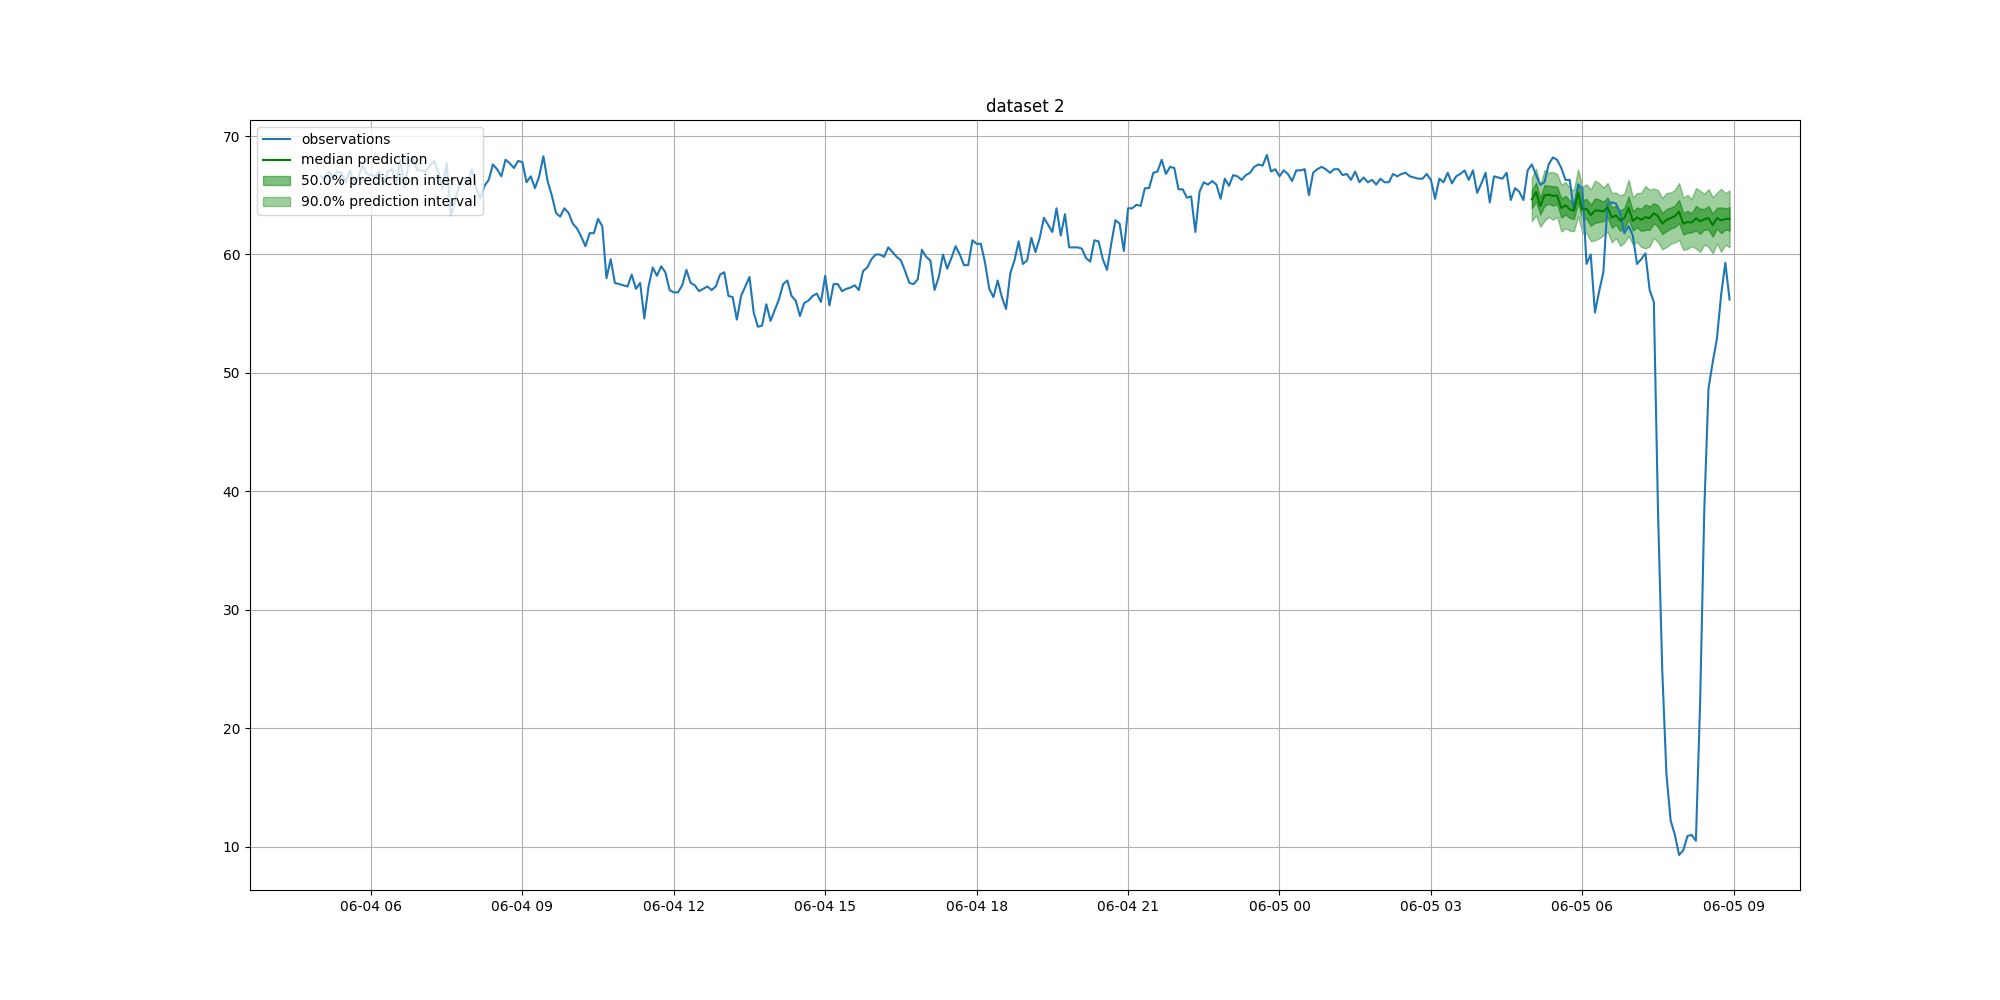 dataset 2
70
observations
median prediction
50.0% prediction interval
90.0% prediction interval
60
50
40
30
20
10
06-04 06 06-04 09 06-04 12 06-04 15 06-04 18 06-04 21 06-05 00 06-05 03 06-05 06 06-05 09